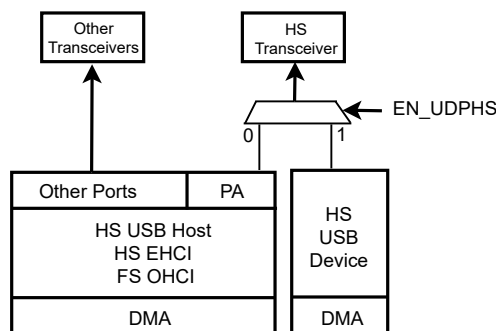 Other
Transceivers
HS
Transceiver
EN_UDPHS
0
1
Other Ports
PA
HS USB Host
HS EHCI
FS OHCI
DMA
HS
USB
Device
DMA